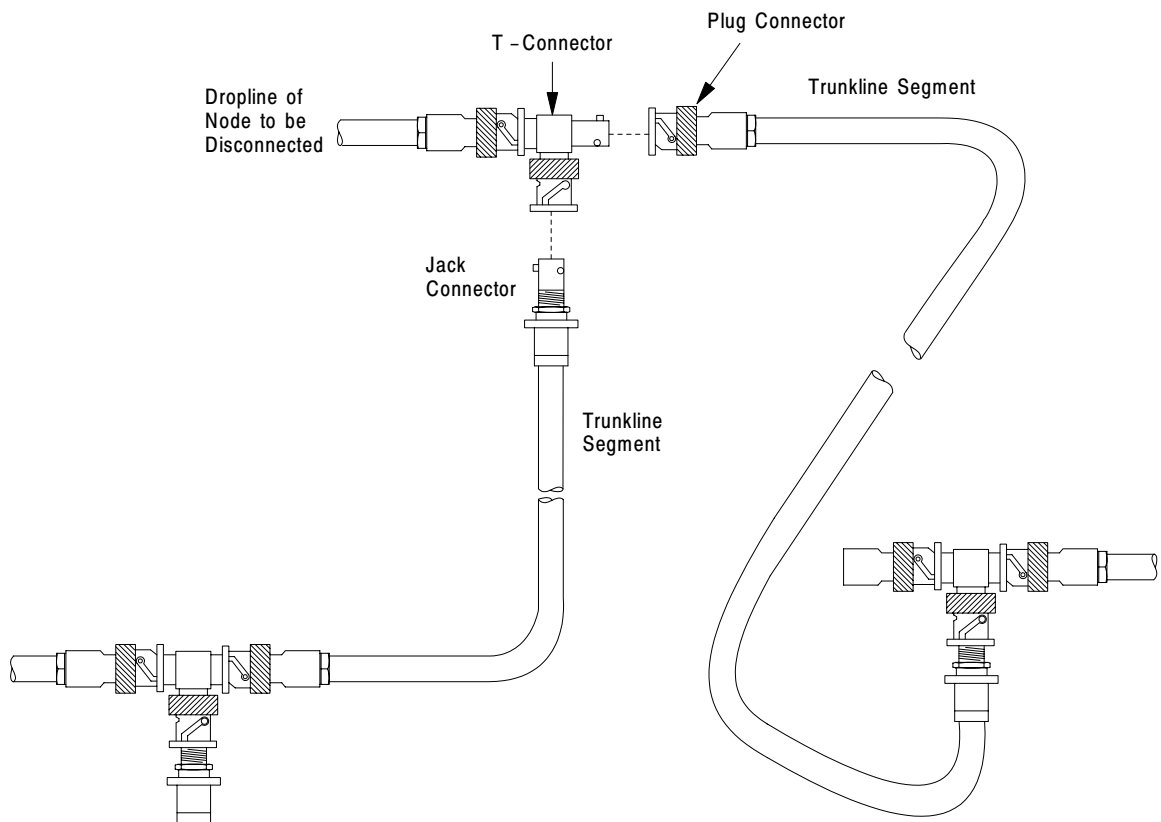 Plug Connector
T - Connector
Trunkline Segment
Dropline of
Node to be
Disconnected
Jack
Connector
Trunkline
Segment